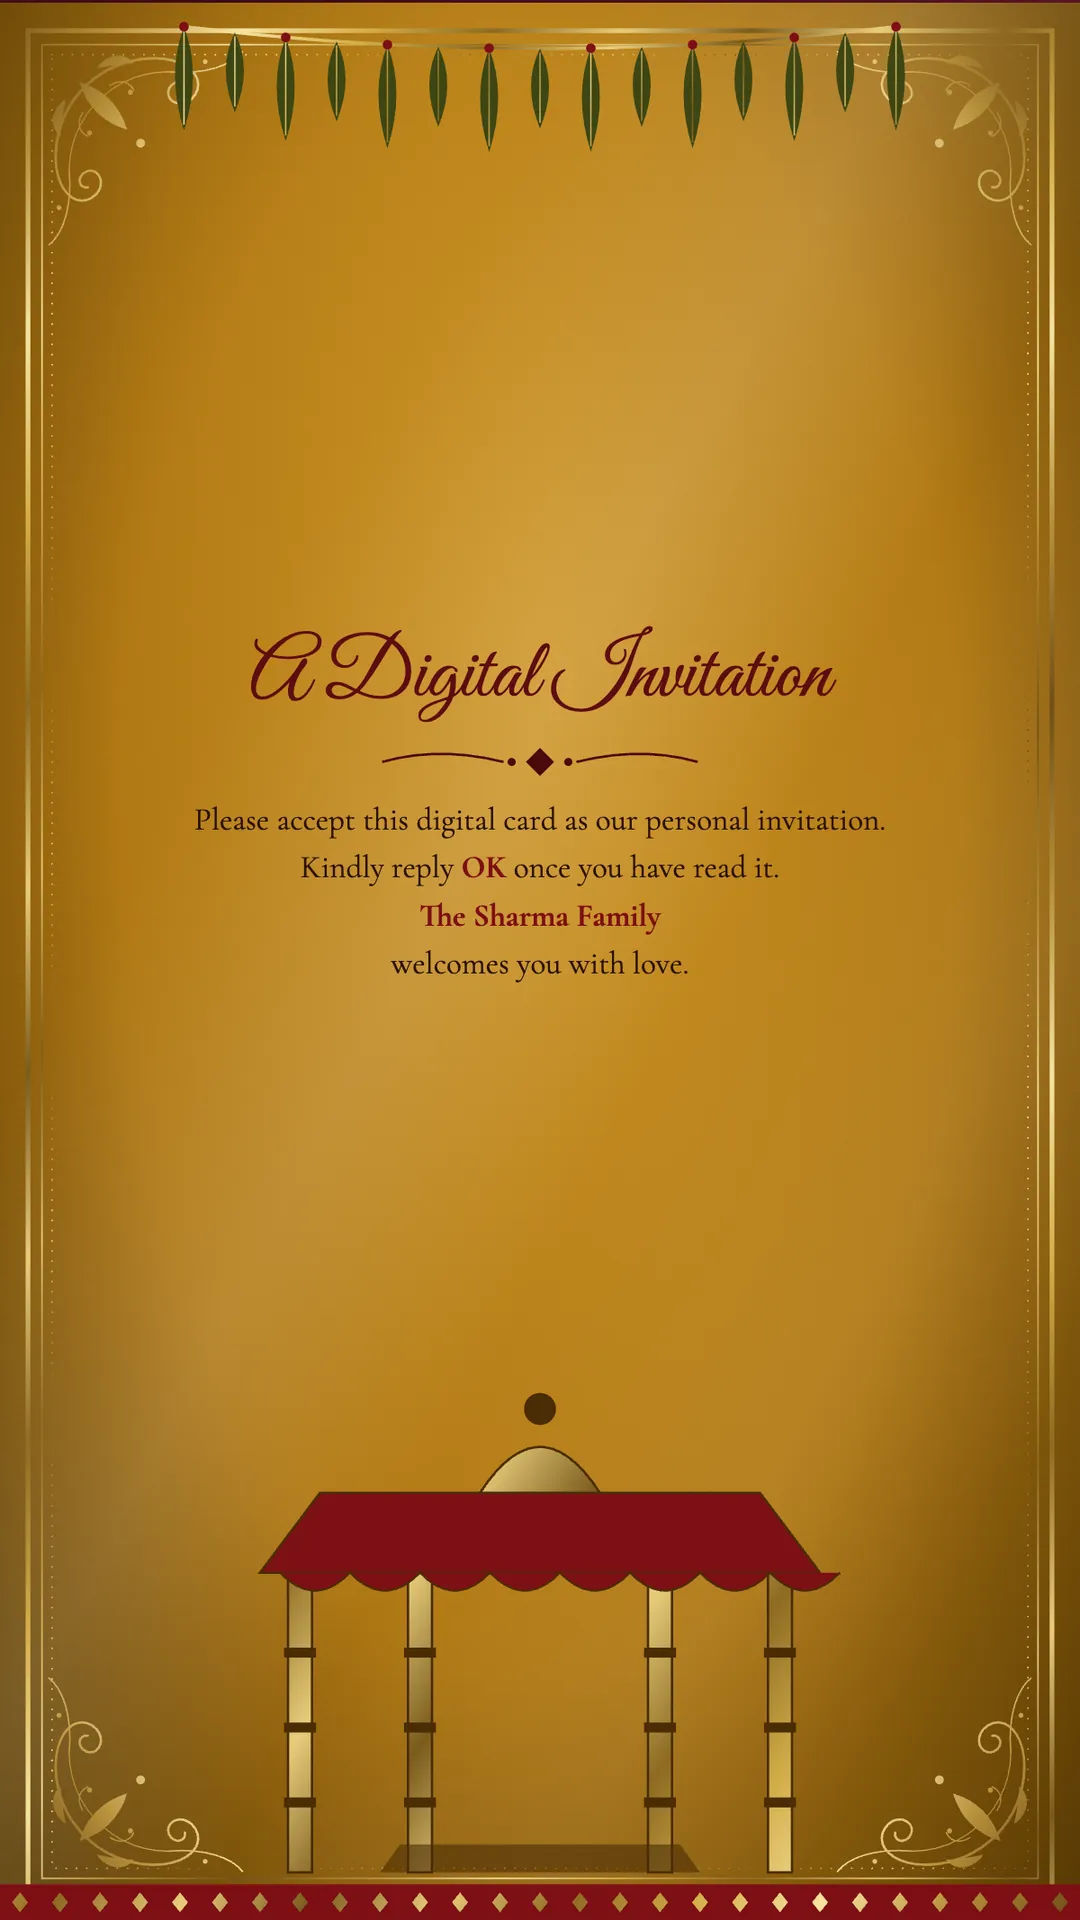 A Digital Invitation
Please accept this digital card as our personal invitation.
Kindly reply OK once you have read it.
The Sharma Family
welcomes you with love.